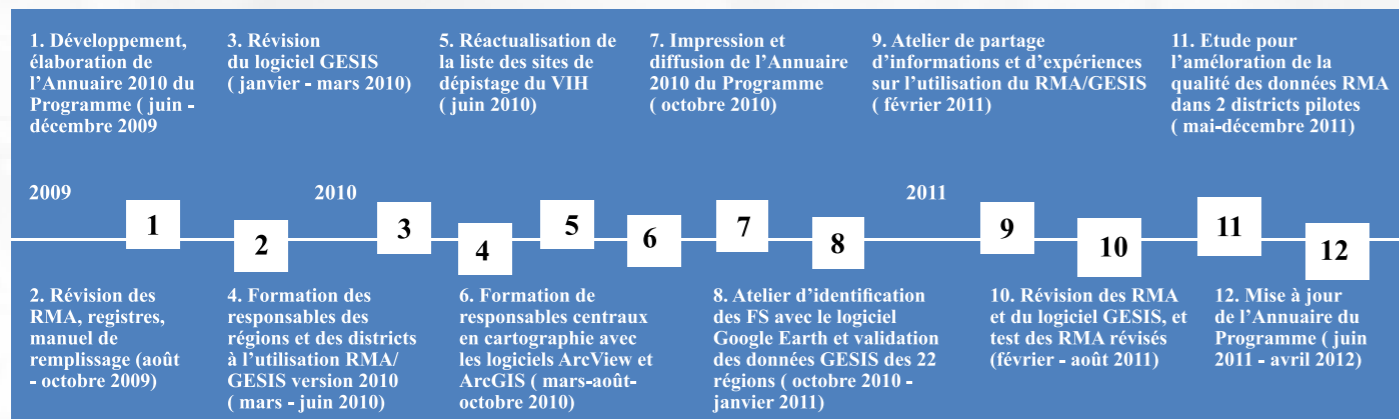 1. Développement,
élaboration de
l'Annuaire 2010 du
Programme ( juin -
décembre 2009
3. Révision
du logiciel GESIS
( janvier - mars 2010)
5. Réactualisation de
la liste des sites de
dépistage du VIH
( juin 2010)
7. Impression et
diffusion de l'Annuaire
2010 du Programme
( octobre 2010)
9. Atelier de partage
d'informations et d'expériences
sur l'utilisation du RMA/GESIS
( février 2011)
11. Etude pour
l'améloration de la
qualité des données RMA
dans 2 districts pilotes
( mai-décembre 2011)
2009
2010
2011
1
2
3
4
5
6
7
8
9
10
11
12
2. Révision des
RMA, registres,
manuel de
remplissage (août
- octobre 2009)
4. Formation des
responsables des
régions et des districts
à l'utilisation RMA/
GESIS version 2010
( mars - juin 2010)
6. Formation de
responsables centraux
en cartographie avec
les logiciels ArcView et
ArcGIS ( mars-août-
octobre 2010)
8. Atelier d'identification
des FS avec le logiciel
Google Earth et validation
des données GESIS des 22
régions ( octobre 2010 -
janvier 2011)
10. Révision des RMA
et du logiciel GESIS, et
test des RMA révisés
(février - août 2011)
12. Mise à jour
de l'Annuaire du
Programme ( juin
2011 - avril 2012)